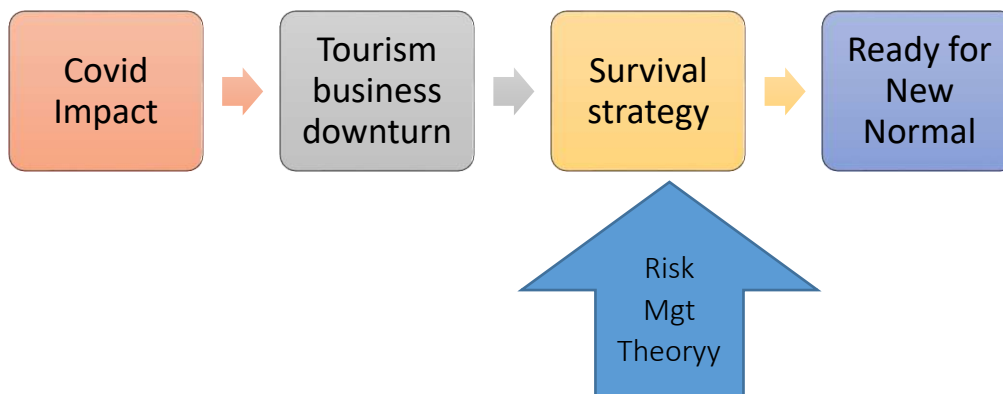 Covid
Impact
Tourism
business
downturn
Survival
strategy
Ready for
New
Normal
Risk
Mgt
Theoryy